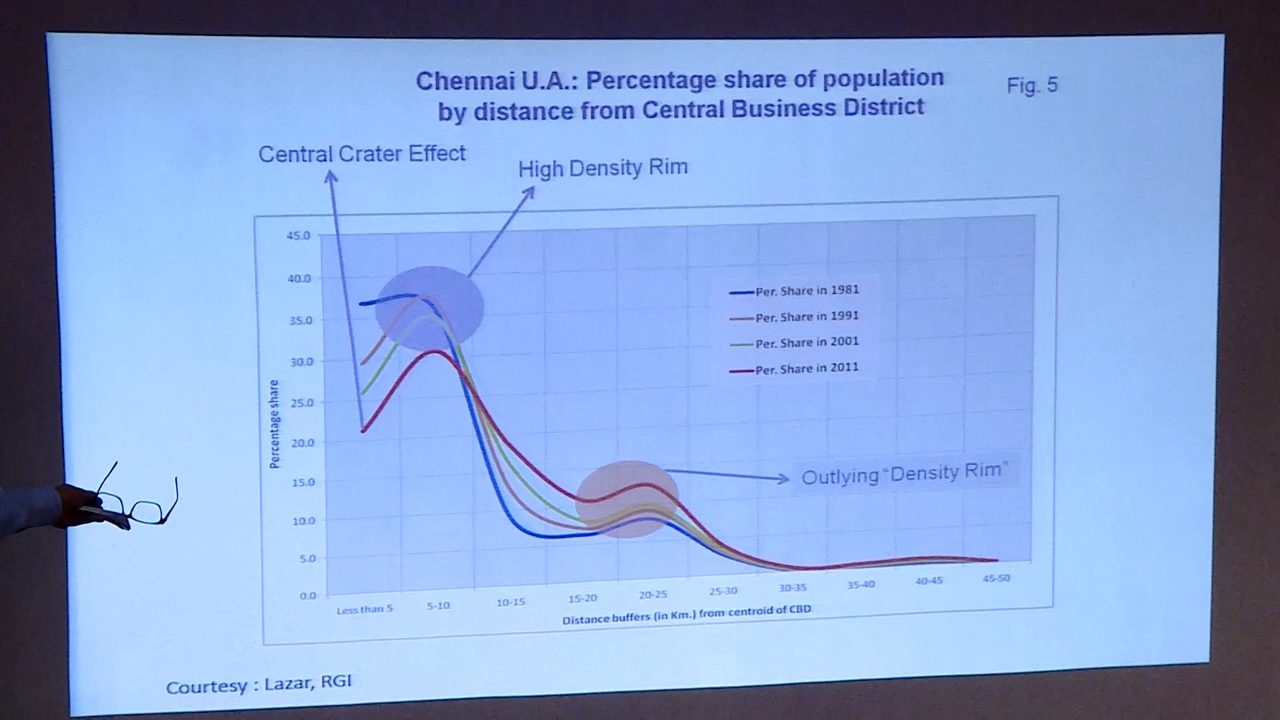 Chennai U.A.: Percentage share of population
by distance from Central Business District
Fig. 5
Central Crater Effect
High Density Rim
45.0
40.0
35.0
30.0
25.0
20.0
15.0
10.0
5.0
0.0
Percentage share
Per. Share in 1981
Per. Share in 1991
Per. Share in 2001
Per. Share in 2011
Outlying "Density Rim"
Less than 5
5-10
10-15
15-20
20-25
25-30
30-35
35-40
40-45
45-50
Distance buffers (in Km.) from centroid of CBD
Courtesy : Lazar, RGI